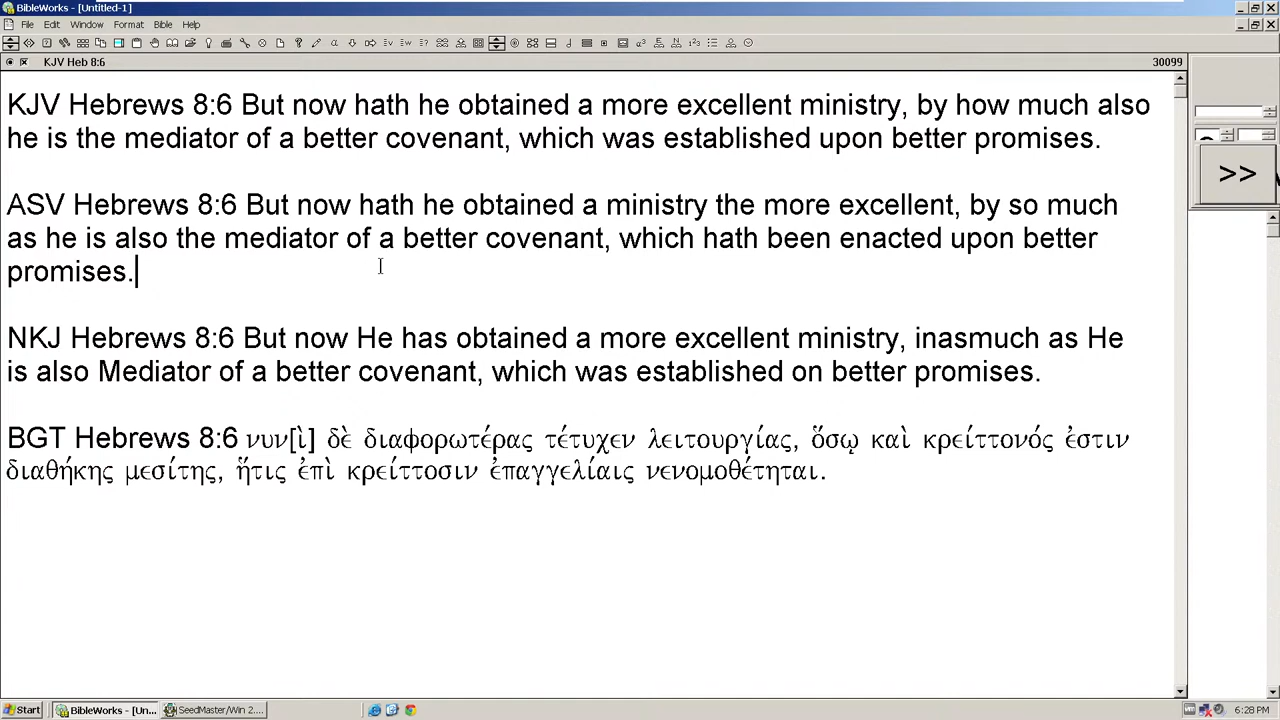 BibleWorks - [Untitled-1]
File Edit Window Format Bible Help
KJV Heb 8:6 30099
KJV Hebrews 8:6 But now hath he obtained a more excellent ministry, by how much also
he is the mediator of a better covenant, which was established upon better promises.
>>
ASV Hebrews 8:6 But now hath he obtained a ministry the more excellent, by so much
as he is also the mediator of a better covenant, which hath been enacted upon better
promises.
NKJ Hebrews 8:6 But now He has obtained a more excellent ministry, inasmuch as He
is also Mediator of a better covenant, which was established on better promises.
BGT Hebrews 8:6 νυν[ὶ] δὲ διαφορωτέρας τέτυχεν λειτουργίας, ὅσῳ καὶ κρείττονός ἐστιν
διαθήκης μεσίτης, ἥτις ἐπὶ κρείττοσιν ἐπαγγελίαις νενομοθέτηται.
Start BibleWorks - [Un... SeedMaster/Win 2.... 6:28 PM